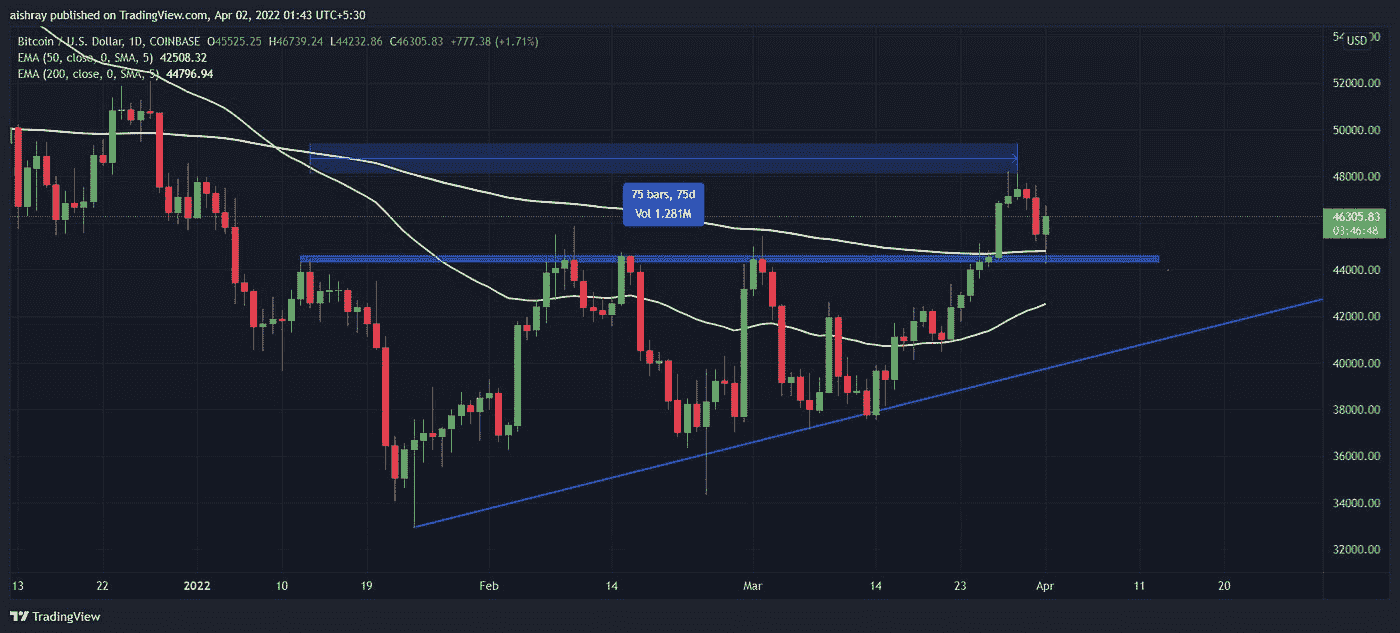 aishray published on TradingView.com, Apr 02, 2022 01:43 UTC+5:30
Bitcoin / U.S. Dollar, 1D, COINBASE O45525.25 H46739.24 L44232.86 C46305.83 +777.38 (+1.71%)
EMA (50, close, 0, SMA, 5) 42508.32
EMA (200, close, 0, SMA, 5) 44796.94
USD
52000.00
50000.00
48000.00
75 bars, 75d
Vol 1.281M
46305.83
03:46:48
44000.00
42000.00
40000.00
38000.00
36000.00
34000.00
32000.00
13 22 2022 10 19 Feb 14 Mar 14 23 Apr 11 20
TradingView